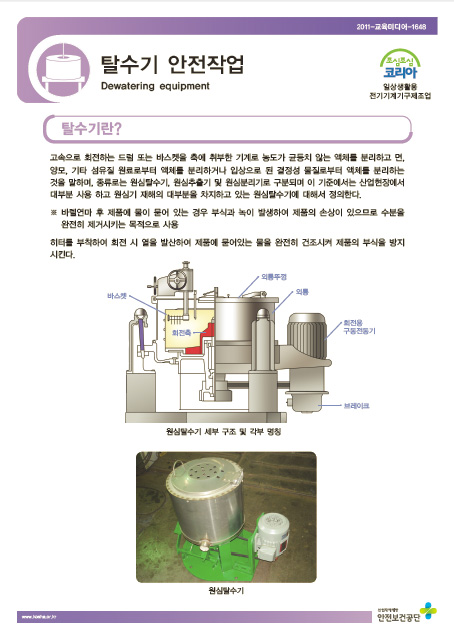 2011-교육미디어-1648
탈수기 안전작업
Dewatering equipment
조심조심
코리아
일상생활용
전기기계기구제조업
탈수기란?
고속으로 회전하는 드럼 또는 바스켓을 축에 취부한 기계로 농도가 균등치 않는 액체를 분리하고 면,
양모, 기타 섬유질 원료로부터 액체를 분리하거나 입상으로 된 결정성 물질로부터 액체를 분리하는
것을 말하며, 종류로는 원심탈수기, 원심추출기 및 원심분리기로 구분되며 이 기준에서는 산업현장에서
대부분 사용 하고 원심기 재해의 대부분을 차지하고 있는 원심탈수기에 대해서 정의한다.
※ 바렐연마 후 제품에 물이 묻어 있는 경우 부식과 녹이 발생하여 제품의 손상이 있으므로 수분을
완전히 제거시키는 목적으로 사용
히터를 부착하여 회전 시 열을 발산하여 제품에 묻어있는 물을 완전히 건조시켜 제품의 부식을 방지
시킨다.
외통뚜껑
바스켓
외통
회전축
회전용
구동전동기
브레이크
원심탈수기 세부 구조 및 각부 명칭
원심탈수기
www.kosha.or.kr
안전보건공단